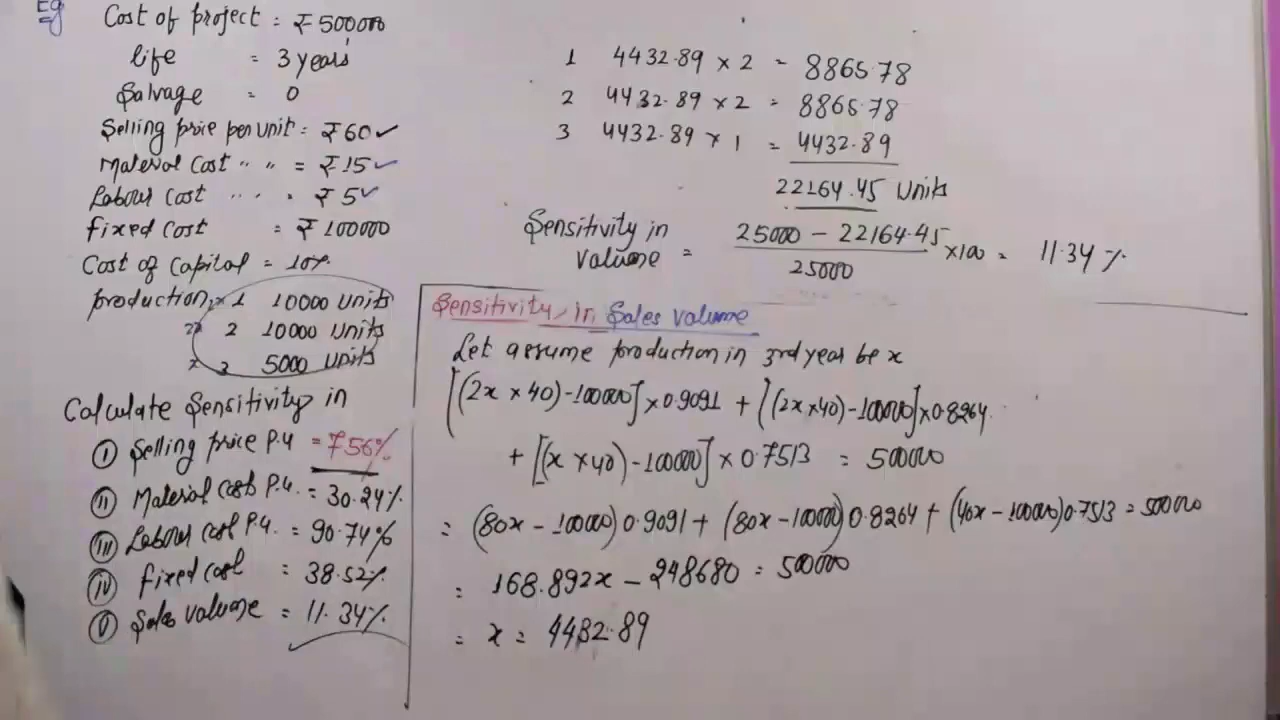 Eg
Cost of project = ₹ 500000
life = 3 years
Salvage = 0
Selling price per unit = ₹ 60 ✓
Material Cost " " = ₹ 15 ✓
Labour Cost " " = ₹ 5 ✓
fixed cost = ₹ 100000
Cost of Capital = 10%
production, 1 10000 Units
2 10000 Units
3 5000 Units
Calculate Sensitivity in
(i) Selling price P.U = 7.56%
(ii) Material cost P.U. = 30.24%
(iii) Labour cost P.U. = 90.74%
(iv) fixed cost = 38.52%
(v) Sales volume = 11.34%
1 4432.89 × 2 = 8865.78
2 4432.89 × 2 = 8865.78
3 4432.89 × 1 = 4432.89
22164.45 Units
Sensitivity in volume = 25000 - 22164.45 / 25000 × 100 = 11.34 %
Sensitivity in Sales volume
Let assume production in 3rd year be x
[(2x × 40) - 100000] × 0.9091 + [(2x × 40) - 100000] × 0.8264
+ [(x × 40) - 100000] × 0.7513 = 500000
= (80x - 100000) 0.9091 + (80x - 100000) 0.8264 + (40x - 100000) 0.7513 = 500000
= 168.892x - 248680 = 500000
= x = 4432.89